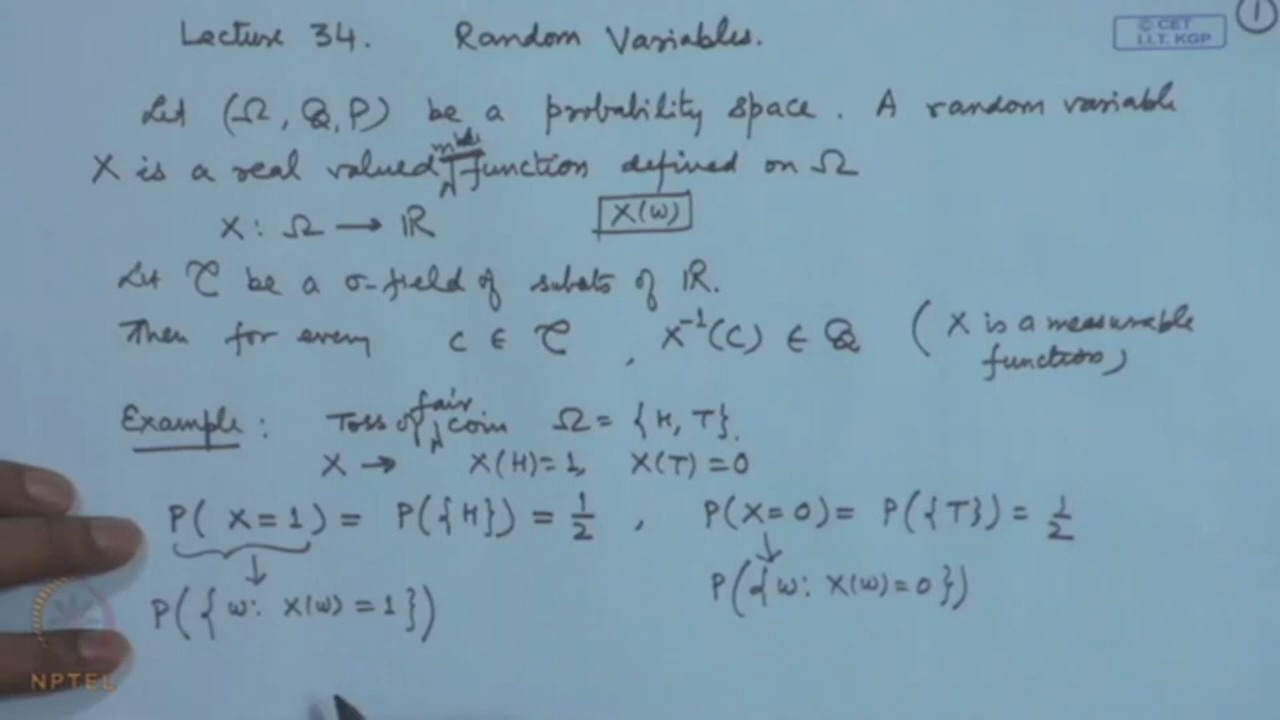 Lecture 34. Random Variables.
© CET
I.I.T. KGP
1
Let (Ω, Q, P) be a probability space. A random variable
X is a real valued mble function defined on Ω
X: Ω → ℝ X(ω)
Let 𝒞 be a σ-field of subsets of ℝ.
Then for every C ∈ 𝒞, X⁻¹(C) ∈ Q (X is a measurable
function)
Example: Toss of fair coin Ω = {H, T}.
X → X(H)=1, X(T)=0
P(X=1) = P({H}) = 1/2, P(X=0) = P({T}) = 1/2
↓ ↓
P({ω: X(ω)=1}) P({ω: X(ω)=0})
NPTEL